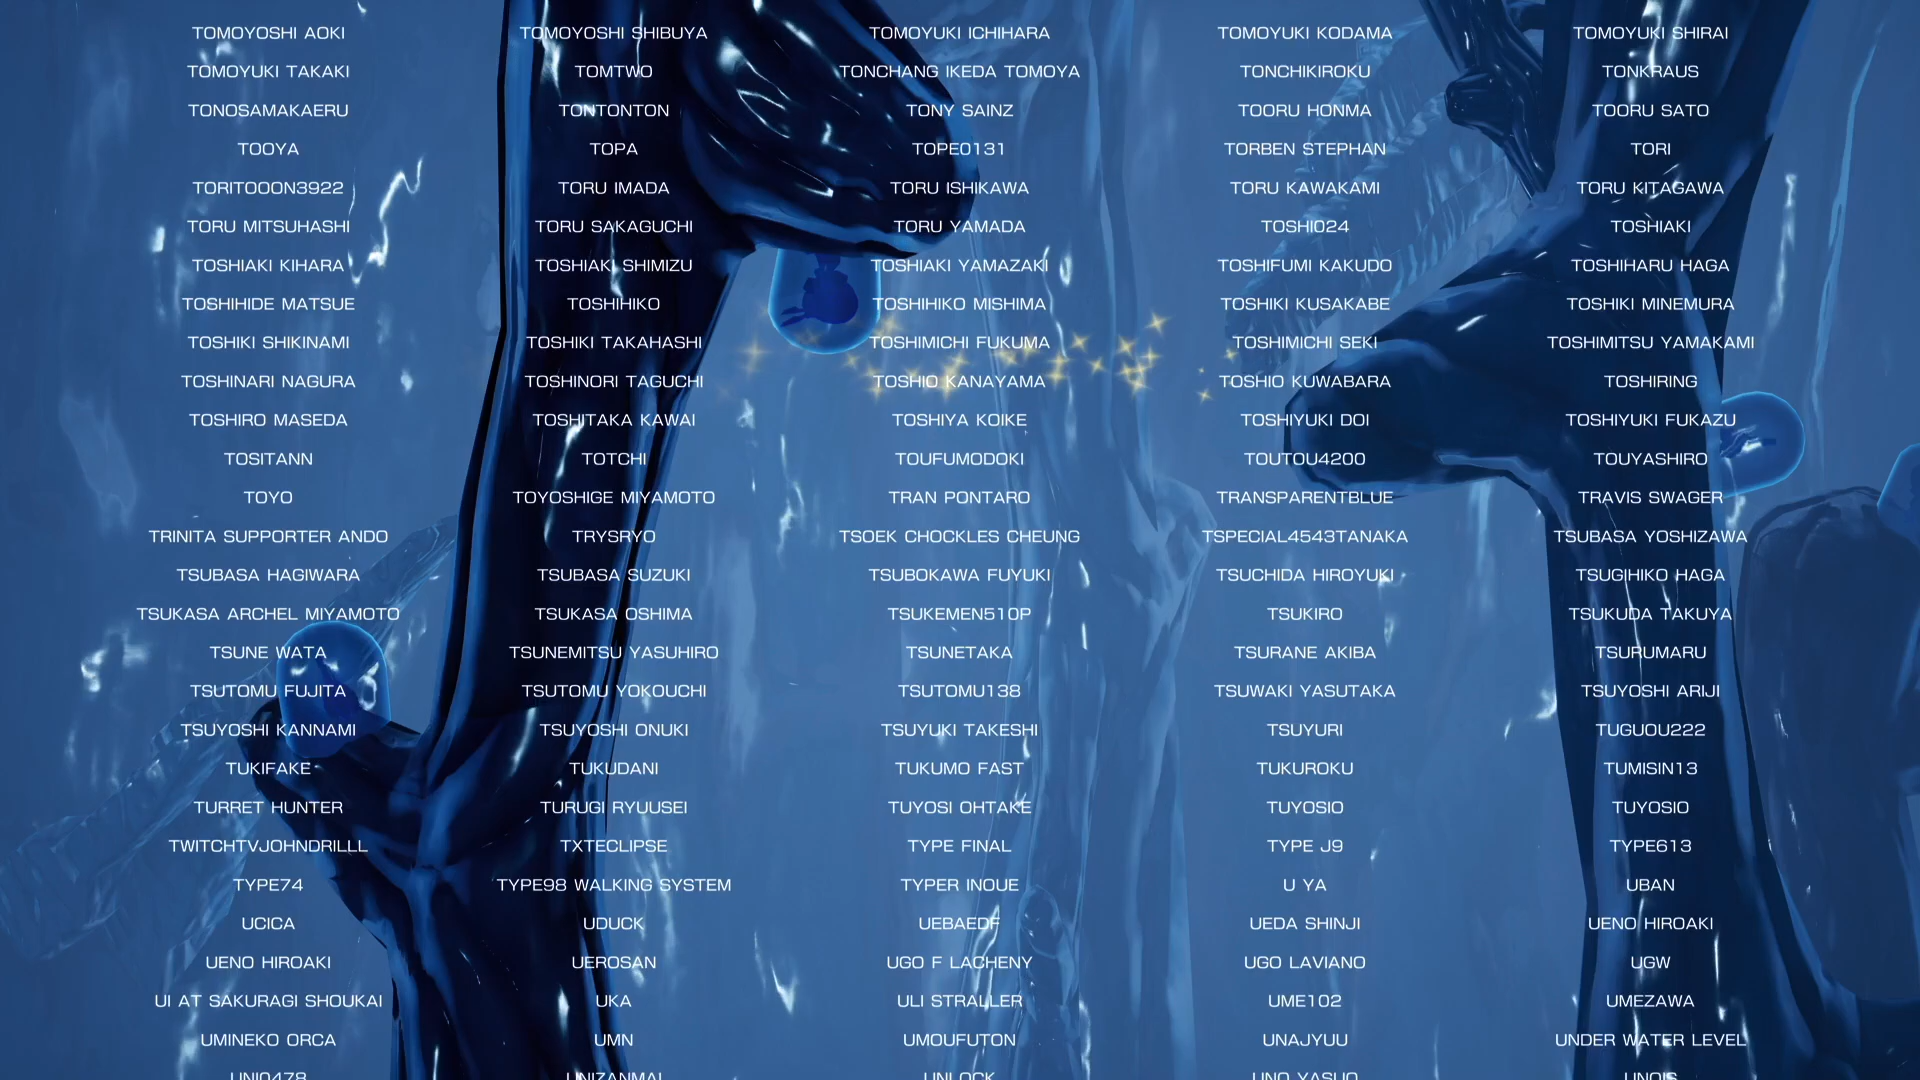 TOMOYOSHI AOKI TOMOYOSHI SHIBUYA TOMOYUKI ICHIHARA TOMOYUKI KODAMA TOMOYUKI SHIRAI
TOMOYUKI TAKAKI TOMTWO TONCHANG IKEDA TOMOYA TONCHIKIROKU TONKRAUS
TONOSAMAKAERU TONTONTON TONY SAINZ TOORU HONMA TOORU SATO
TOOYA TOPA TOPE0131 TORBEN STEPHAN TORI
TORITOOON3922 TORU IMADA TORU ISHIKAWA TORU KAWAKAMI TORU KITAGAWA
TORU MITSUHASHI TORU SAKAGUCHI TORU YAMADA TOSHI024 TOSHIAKI
TOSHIAKI KIHARA TOSHIAKI SHIMIZU TOSHIAKI YAMAZAKI TOSHIFUMI KAKUDO TOSHIHARU HAGA
TOSHIHIDE MATSUE TOSHIHIKO TOSHIHIKO MISHIMA TOSHIKI KUSAKABE TOSHIKI MINEMURA
TOSHIKI SHIKINAMI TOSHIKI TAKAHASHI TOSHIMICHI FUKUMA TOSHIMICHI SEKI TOSHIMITSU YAMAKAMI
TOSHINARI NAGURA TOSHINORI TAGUCHI TOSHIO KANAYAMA TOSHIO KUWABARA TOSHIRING
TOSHIRO MASEDA TOSHITAKA KAWAI TOSHIYA KOIKE TOSHIYUKI DOI TOSHIYUKI FUKAZU
TOSITANN TOTCHI TOUFUMODOKI TOUTOU4200 TOUYASHIRO
TOYO TOYOSHIGE MIYAMOTO TRAN PONTARO TRANSPARENTBLUE TRAVIS SWAGER
TRINITA SUPPORTER ANDO TRYSRYO TSOEK CHOCKLES CHEUNG TSPECIAL4543TANAKA TSUBASA YOSHIZAWA
TSUBASA HAGIWARA TSUBASA SUZUKI TSUBOKAWA FUYUKI TSUCHIDA HIROYUKI TSUGIHIKO HAGA
TSUKASA ARCHEL MIYAMOTO TSUKASA OSHIMA TSUKEMEN510P TSUKIRO TSUKUDA TAKUYA
TSUNE WATA TSUNEMITSU YASUHIRO TSUNETAKA TSURANE AKIBA TSURUMARU
TSUTOMU FUJITA TSUTOMU YOKOUCHI TSUTOMU138 TSUWAKI YASUTAKA TSUYOSHI ARIJI
TSUYOSHI KANNAMI TSUYOSHI ONUKI TSUYUKI TAKESHI TSUYURI TUGUOU222
TUKIFAKE TUKUDANI TUKUMO FAST TUKUROKU TUMISIN13
TURRET HUNTER TURUGI RYUUSEI TUYOSI OHTAKE TUYOSIO TUYOSIO
TWITCHTVJOHNDRILLL TXTECLIPSE TYPE FINAL TYPE J9 TYPE613
TYPE74 TYPE98 WALKING SYSTEM TYPER INOUE U YA UBAN
UCICA UDUCK UEBAEDF UEDA SHINJI UENO HIROAKI
UENO HIROAKI UEROSAN UGO F LACHENY UGO LAVIANO UGW
UI AT SAKURAGI SHOUKAI UKA ULI STRALLER UME102 UMEZAWA
UMINEKO ORCA UMN UMOUFUTON UNAJYUU UNDER WATER LEVEL
UNI0478 UNIZANMAI UNLOCK UNO YASUO UNOIS